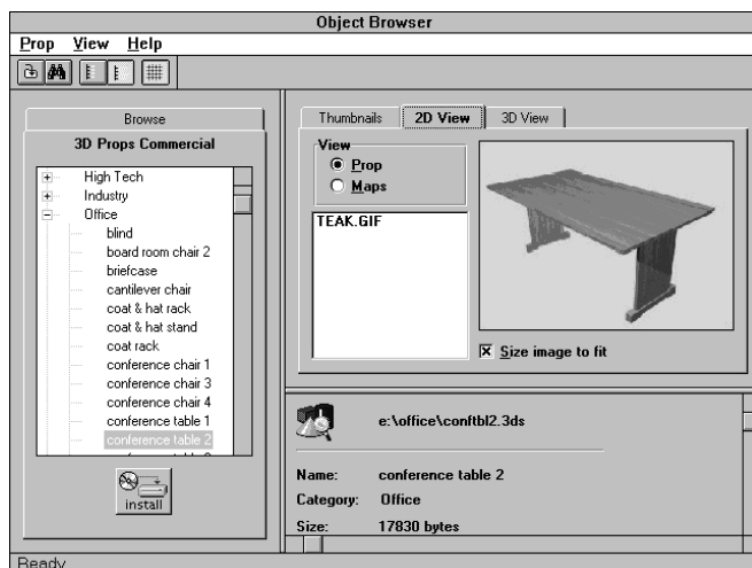 Object Browser
Prop View Help
Browse
3D Props Commercial
High Tech
Industry
Office
blind
board room chair 2
briefcase
cantilever chair
coat & hat rack
coat & hat stand
coat rack
conference chair 1
conference chair 3
conference chair 4
conference table 1
conference table 2
install
Thumbnails 2D View 3D View
View
Prop
Maps
TEAK.GIF
Size image to fit
e:\office\conftbl2.3ds
Name: conference table 2
Category: Office
Size: 17830 bytes
Ready